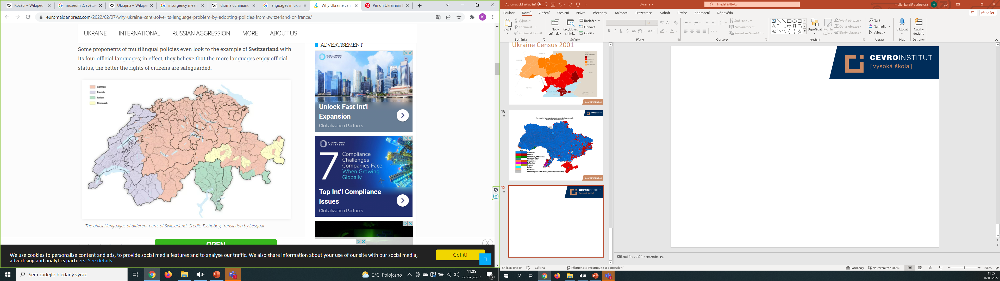 Kozáci – Wikipedi
muzeum 2. světov
Ukrajina – Wikipe
insurgency meani
Idioma ucraniano
languages in ukra
Why Ukraine can
Pin on Ukrainian
euromaidanpress.com/2022/02/07/why-ukraine-cant-solve-its-language-problem-by-adopting-policies-from-switzerland-or-france/
K
UKRAINE INTERNATIONAL RUSSIAN AGGRESSION MORE ABOUT US
Some proponents of multilingual policies even look to the example of Switzerland with
its four official languages; in effect, they believe that the more languages enjoy official
status, the better the rights of citizens are safeguarded.
German
French
Italian
Romansh
The official languages of different parts of Switzerland. Credit: Tschubby, translation by Lesqual
ADVERTISEMENT
GLOBALIZATION
PARTNERS
Unlock Fast Int'l
Expansion
Globalization Partners
GLOBALIZATION
PARTNERS
7
Compliance
Challenges
Companies Face
When Growing
Globally
Top Int'l Compliance
Issues
Globalization Partners
OPEN
We use cookies to personalise content and ads, to provide social media features and to analyse our traffic. We also share information about your use of our site with our social media,
advertising and analytics partners. See details
Got it!
Sem zadejte hledaný výraz
2°C Polojasno
11:05
02.03.2022
3
Automatické ukládání
Ukraina
Hledat (Alt+Q)
muller.karel@outlook.cz
M
Soubor Domů Vložení Kreslení Návrh Přechody Animace Prezentace Nahrát Revize Zobrazení Nápověda
Sdílet
Vložit
Vyjmout
Kopírovat
Kopírovat formát
Schránka
Nový
snímek
Recyklovat
snímky
Rozložení
Obnovit
Oddíl
Snímky
18
Písmo
Směr textu
Zarovnat text
Převést na SmartArt
Odstavec
Uspořádat
Rychlé
styly
Výplň obrazce
Obrys obrazce
Efekty obrazce
Kreslení
Najít
Nahradit
Vybrat
Úpravy
Diktovat
Hlas
Návrhy
designu
Designer
Ukraine Census 2001
cevroinstitut.cz
18
The majority language by city, town, and village councils
80%
Ukrainian
Russian
Romanian/Moldovan
Crimean Tatar
Hungarian
Bulgarian
Gagauz
Polish
Albanian
Chernobyl disaster area (formerly Ukrainian)
cevroinstitut.cz
19
CEVROINSTITUT
[vysoká škola]
CEVROINSTITUT
[vysoká škola]
Kliknutím vložíte poznámky.
Snímek 19 z 19
Čeština
Přístupnost: Prostudujte si doporučení
Poznámky
Nastavení zobrazení
108 %
11:05
02.03.2022